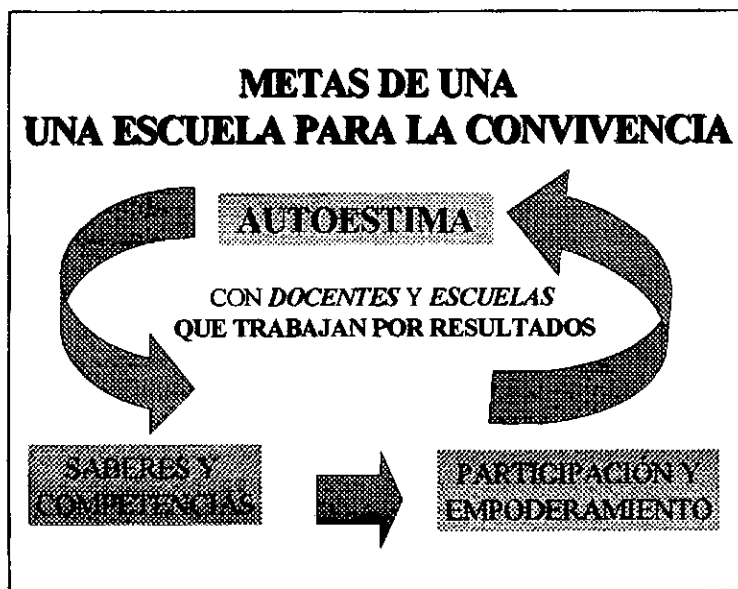 METAS DE UNA
UNA ESCUELA PARA LA CONVIVENCIA
AUTOESTIMA
CON DOCENTES Y ESCUELAS
QUE TRABAJAN POR RESULTADOS
SABERES Y
COMPETENCIAS
PARTICIPACIÓN Y
EMPODERAMIENTO